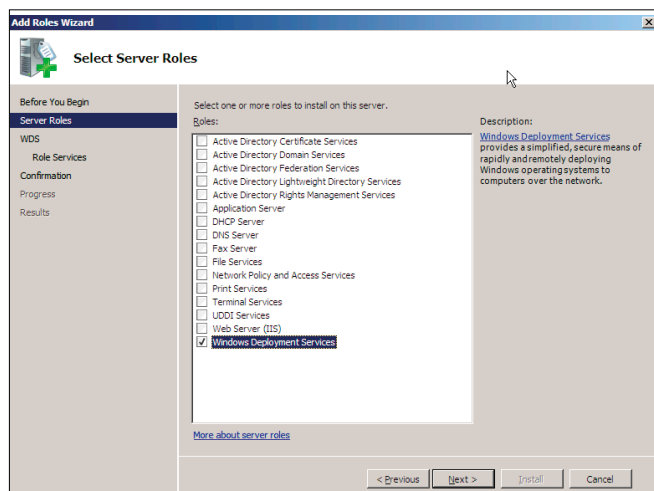 Add Roles Wizard
Select Server Roles
Before You Begin
Server Roles
WDS
Role Services
Confirmation
Progress
Results
Select one or more roles to install on this server.
Roles:
Active Directory Certificate Services
Active Directory Domain Services
Active Directory Federation Services
Active Directory Lightweight Directory Services
Active Directory Rights Management Services
Application Server
DHCP Server
DNS Server
Fax Server
File Services
Network Policy and Access Services
Print Services
Terminal Services
UDDI Services
Web Server (IIS)
Windows Deployment Services
More about server roles
Description:
Windows Deployment Services
provides a simplified, secure means of
rapidly and remotely deploying
Windows operating systems to
computers over the network.
< Previous
Next >
Install
Cancel